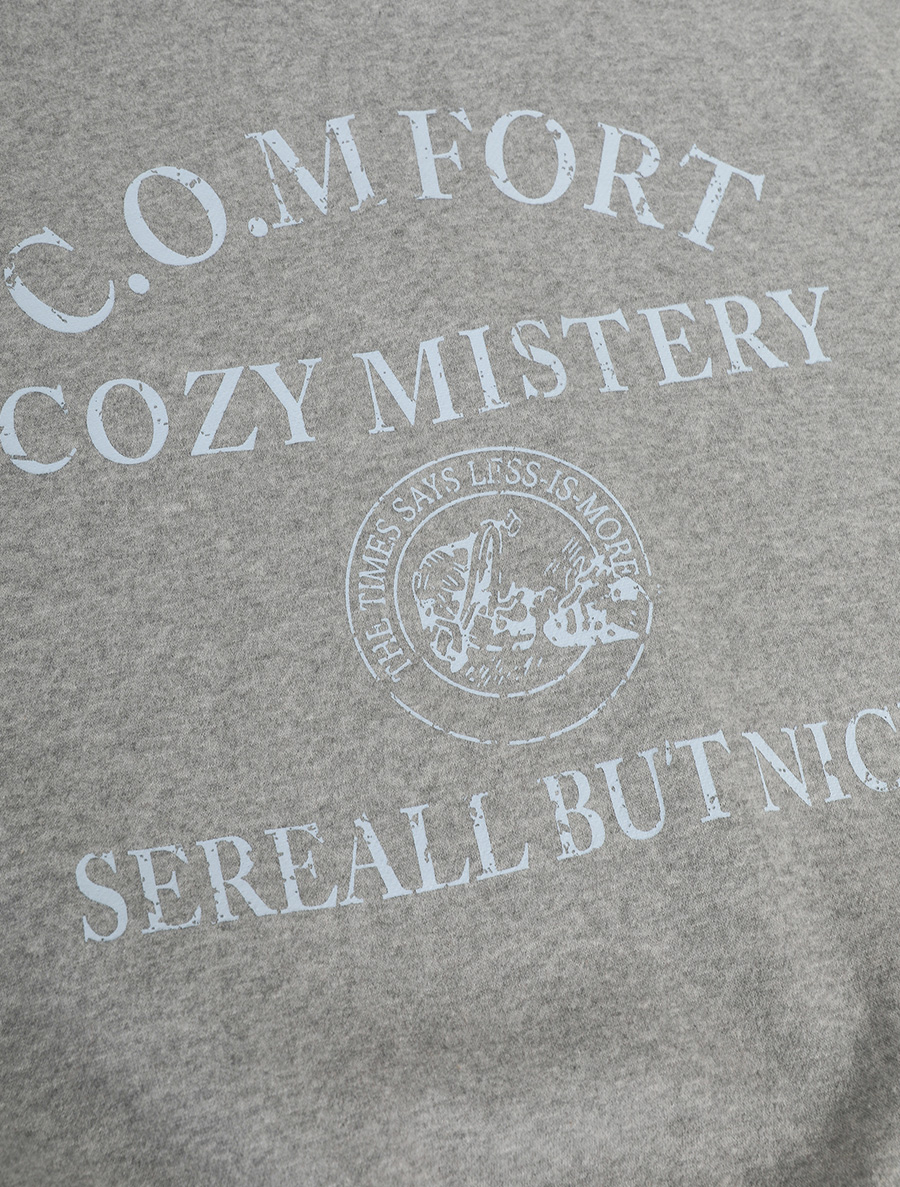 C.O.M FORT
COZY MISTERY
THE TIMES SAYS LESS-IS-MORE
SEREALL BUT NIC